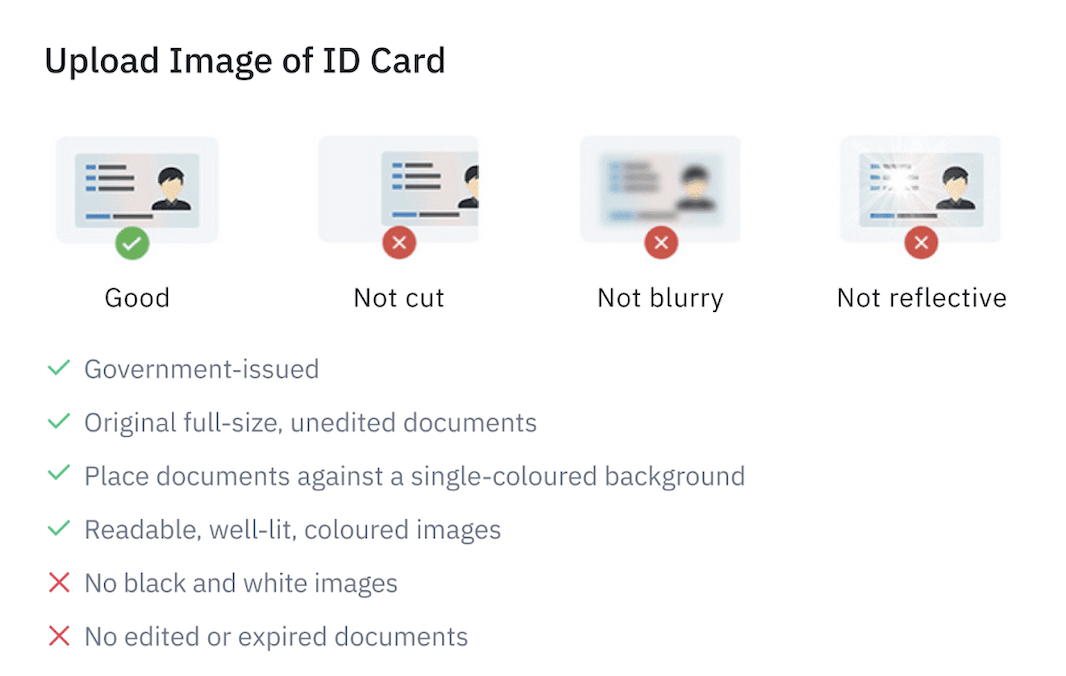 Upload Image of ID Card
Good
Not cut
Not blurry
Not reflective
Government-issued
Original full-size, unedited documents
Place documents against a single-coloured background
Readable, well-lit, coloured images
No black and white images
No edited or expired documents